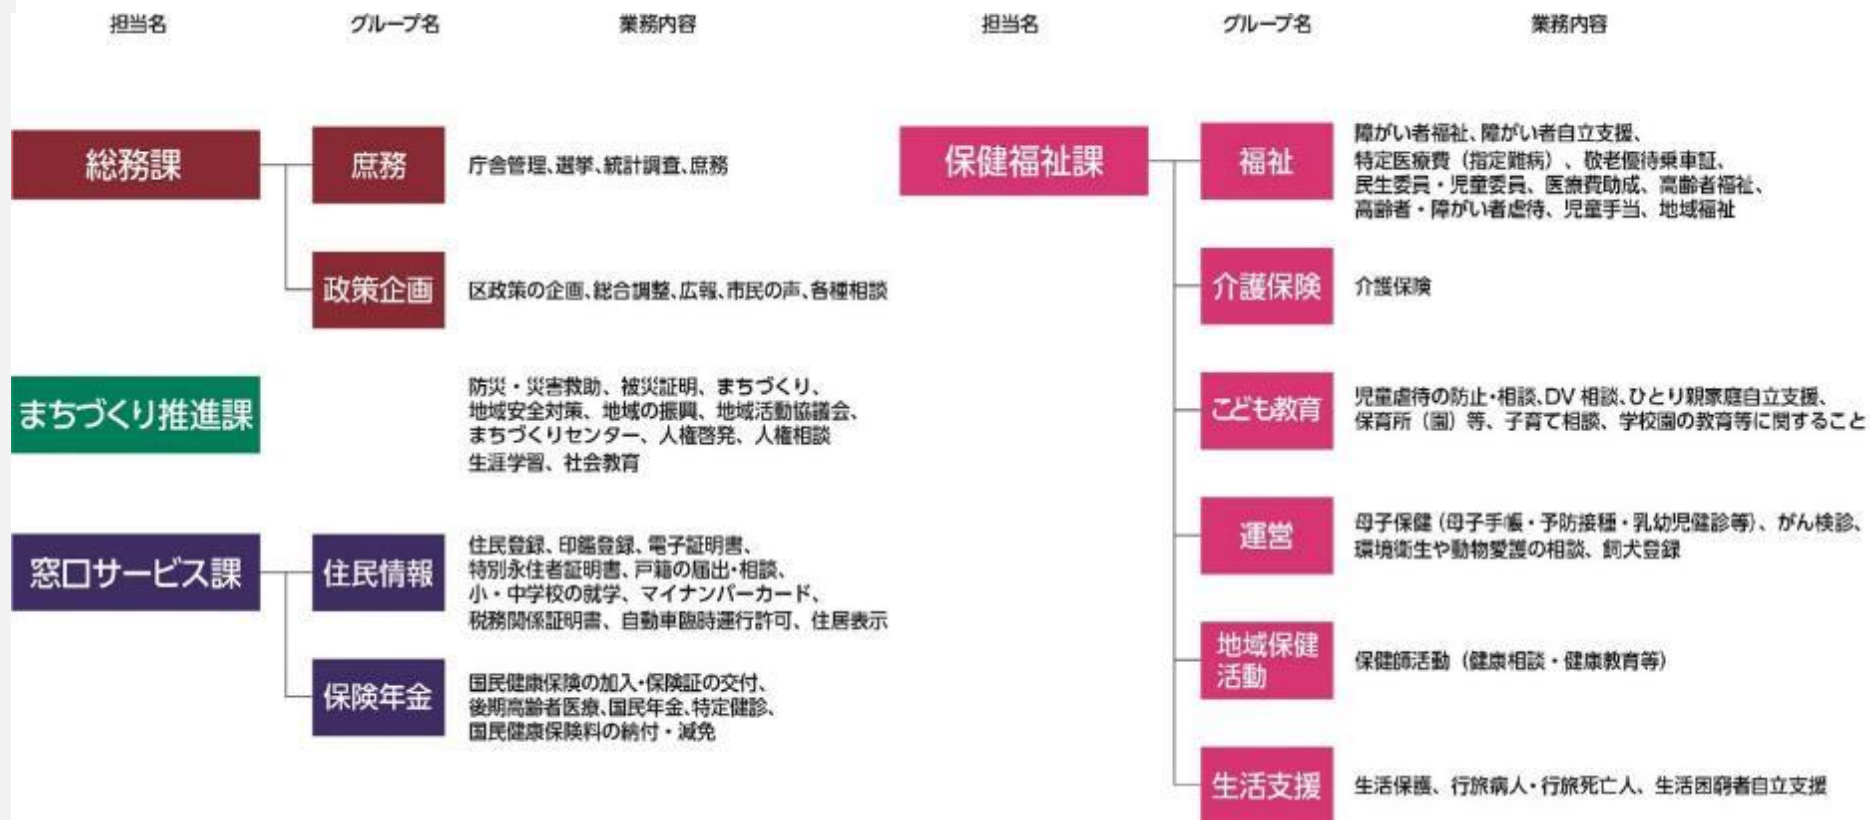 担当名
グループ名
業務内容
総務課
庶務
庁舎管理、選挙、統計調査、庶務
政策企画
区政策の企画、総合調整、広報、市民の声、各種相談
まちづくり推進課
防災・災害救助、被災証明、まちづくり、
地域安全対策、地域の振興、地域活動協議会、
まちづくりセンター、人権啓発、人権相談
生涯学習、社会教育
窓口サービス課
住民情報
住民登録、印鑑登録、電子証明書、
特別永住者証明書、戸籍の届出・相談、
小・中学校の就学、マイナンバーカード、
税務関係証明書、自動車臨時運行許可、住居表示
保険年金
国民健康保険の加入・保険証の交付、
後期高齢者医療、国民年金、特定健診、
国民健康保険料の納付・減免
担当名
グループ名
業務内容
保健福祉課
福祉
障がい者福祉、障がい者自立支援、
特定医療費（指定難病）、敬老優待乗車証、
民生委員・児童委員、医療費助成、高齢者福祉、
高齢者・障がい者虐待、児童手当、地域福祉
介護保険
介護保険
こども教育
児童虐待の防止・相談、DV 相談、ひとり親家庭自立支援、
保育所（園）等、子育て相談、学校園の教育等に関すること
運営
母子保健（母子手帳・予防接種・乳幼児健診等）、がん検診、
環境衛生や動物愛護の相談、飼犬登録
地域保健
活動
保健師活動（健康相談・健康教育等）
生活支援
生活保護、行旅病人・行旅死亡人、生活困窮者自立支援